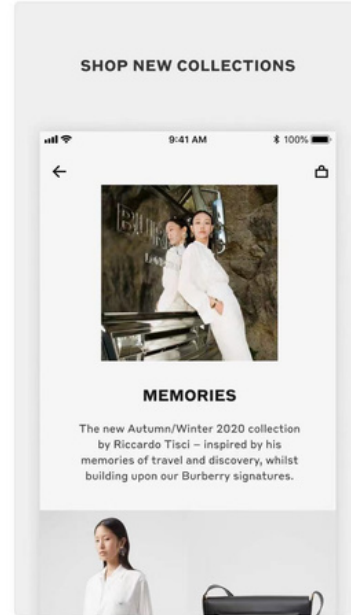 SHOP NEW COLLECTIONS
9:41 AM
100%
MEMORIES
The new Autumn/Winter 2020 collection
by Riccardo Tisci – inspired by his
memories of travel and discovery, whilst
building upon our Burberry signatures.